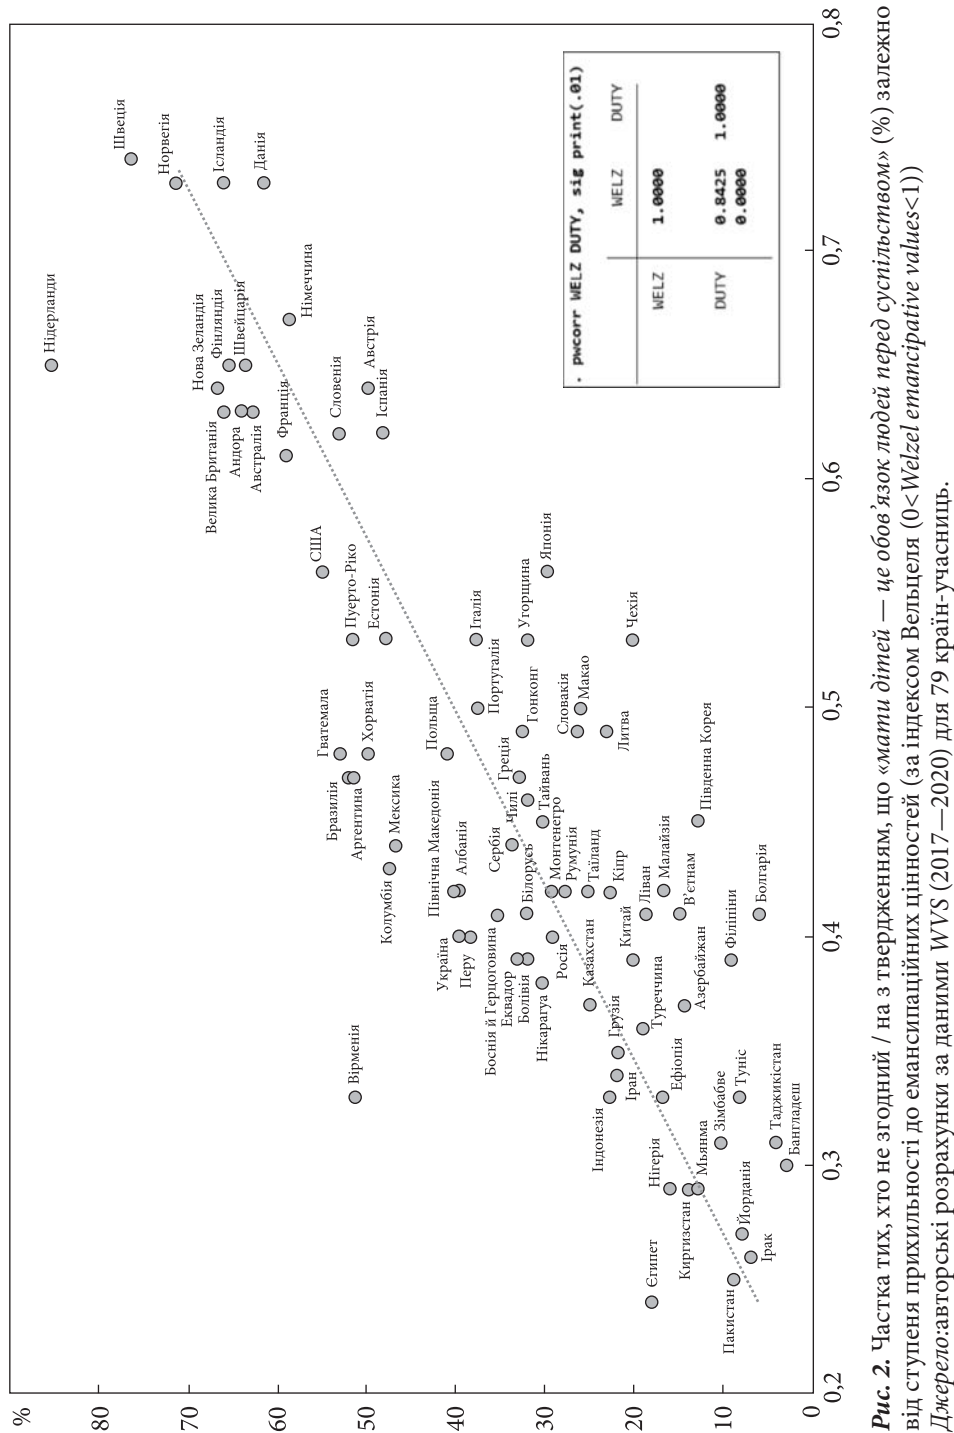 %
80
70
60
50
40
30
20
10
0
0,2
0,3
0,4
0,5
0,6
0,7
0,8
Нідерланди
Швеція
Норвегія
Ісландія
Данія
Німеччина
Нова Зеландія
Фінляндія
Швейцарія
Велика Британія
Андора
Австралія
Франція
Словенія
Австрія
Іспанія
США
Пуерто-Ріко
Естонія
Японія
Італія
Угорщина
Чехія
Португалія
Гонконг
Словакія
Макао
Литва
Гватемала
Хорватія
Польща
Бразилія
Аргентина
Греція
Чилі
Тайвань
Південна Корея
Мексика
Колумбія
Сербія
Північна Македонія
Албанія
Білорусь
Монтенегро
Румунія
Таїланд
Кіпр
Ліван
Малайзія
В'єтнам
Болгарія
Україна
Перу
Боснія й Герцоговина
Еквадор
Болівія
Нікарагуа
Росія
Казахстан
Китай
Філіпіни
Азербайджан
Туреччина
Грузія
Іран
Вірменія
Індонезія
Ефіопія
Зімбабве
Туніс
Таджикістан
Бангладеш
Нігерія
Киргизстан
Мьянма
Йорданія
Ірак
Єгипет
Пакистан
. pwcorr WELZ DUTY, sig print(.01)
WELZ DUTY
WELZ 1.0000
DUTY 0.8425 1.0000
0.0000
Рис. 2. Частка тих, хто не згодний / на з твердженням, що «мати дітей — це обов'язок людей перед суспільством» (%) залежно
від ступеня прихильності до емансипаційних цінностей (за індексом Вельцеля (0<Welzel emancipative values<1))
Джерело:авторські розрахунки за даними WVS (2017—2020) для 79 країн-учасниць.